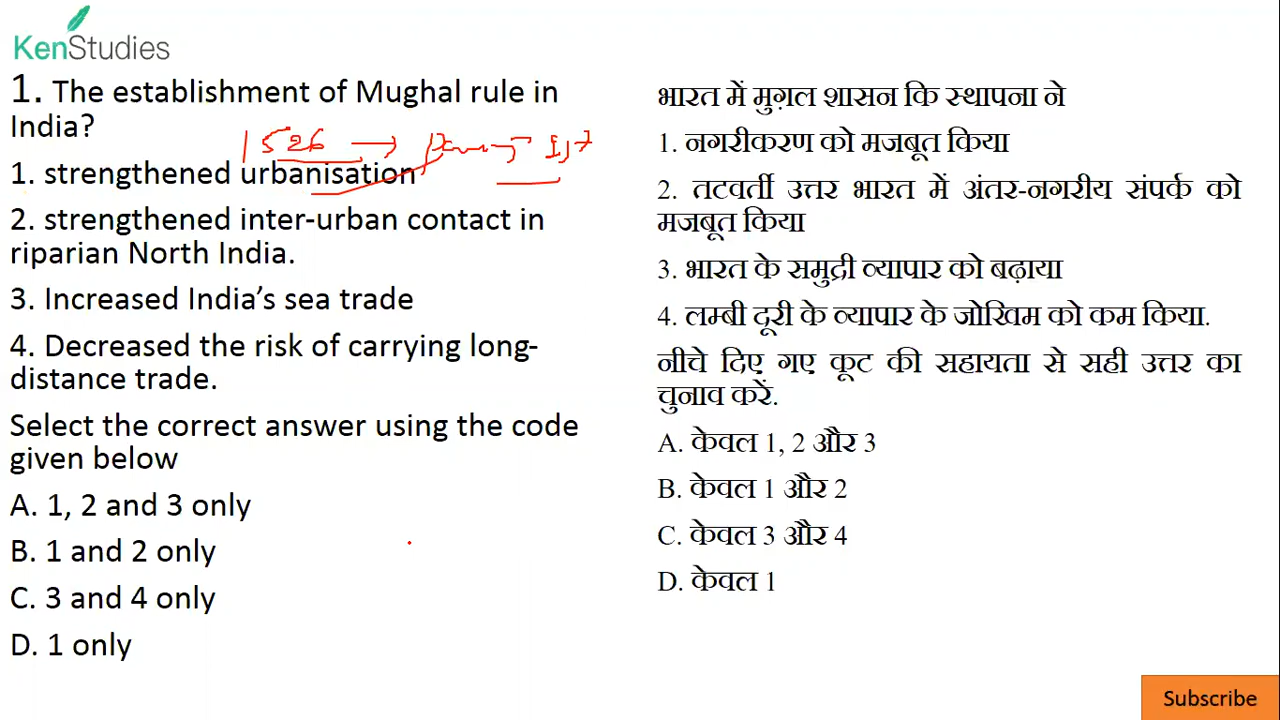 KenStudies
1. The establishment of Mughal rule in
India?
1526 →
1. strengthened urbanisation
2. strengthened inter-urban contact in
riparian North India.
3. Increased India’s sea trade
4. Decreased the risk of carrying long-
distance trade.
Select the correct answer using the code
given below
A. 1, 2 and 3 only
B. 1 and 2 only
C. 3 and 4 only
D. 1 only
भारत में मुग़ल शासन कि स्थापना ने
1. नगरीकरण को मजबूत किया
2. तटवर्ती उत्तर भारत में अंतर-नगरीय संपर्क को
मजबूत किया
3. भारत के समुद्री व्यापार को बढ़ाया
4. लम्बी दूरी के व्यापार के जोखिम को कम किया.
नीचे दिए गए कूट की सहायता से सही उत्तर का
चुनाव करें.
A. केवल 1, 2 और 3
B. केवल 1 और 2
C. केवल 3 और 4
D. केवल 1
Subscribe